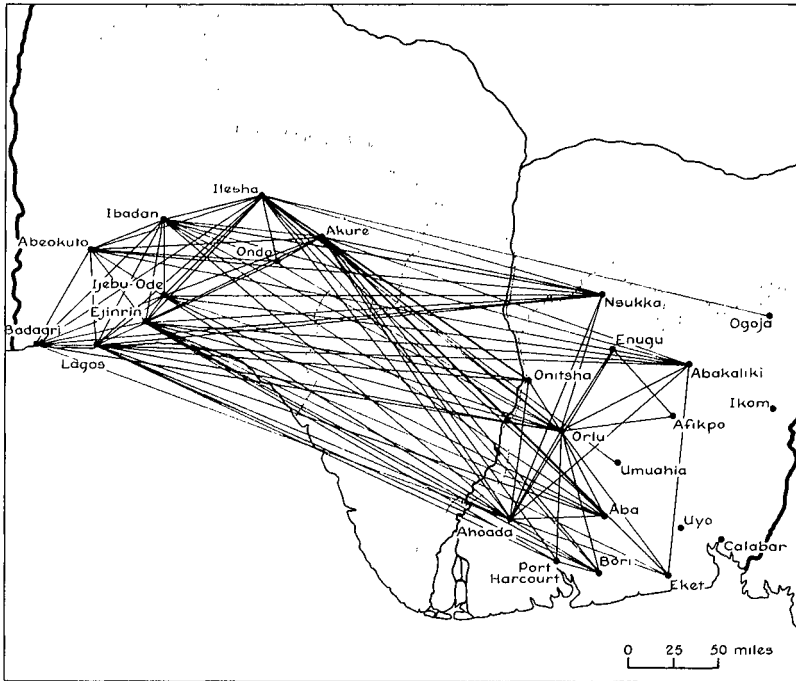 Ilesha
Ibadan
Akure
Abeokuto
Ondo
Ijebu-Ode
Nsukka
Ejinrin
Ogoja
Badagri
Enugu
Lagos
Abakaliki
Onitsha
Ikom
Afikpo
Orlu
Umuahia
Aba
Uyo
Ahoada
Calabar
Port
Harcourt
Bori
Eket
0 25 50 miles